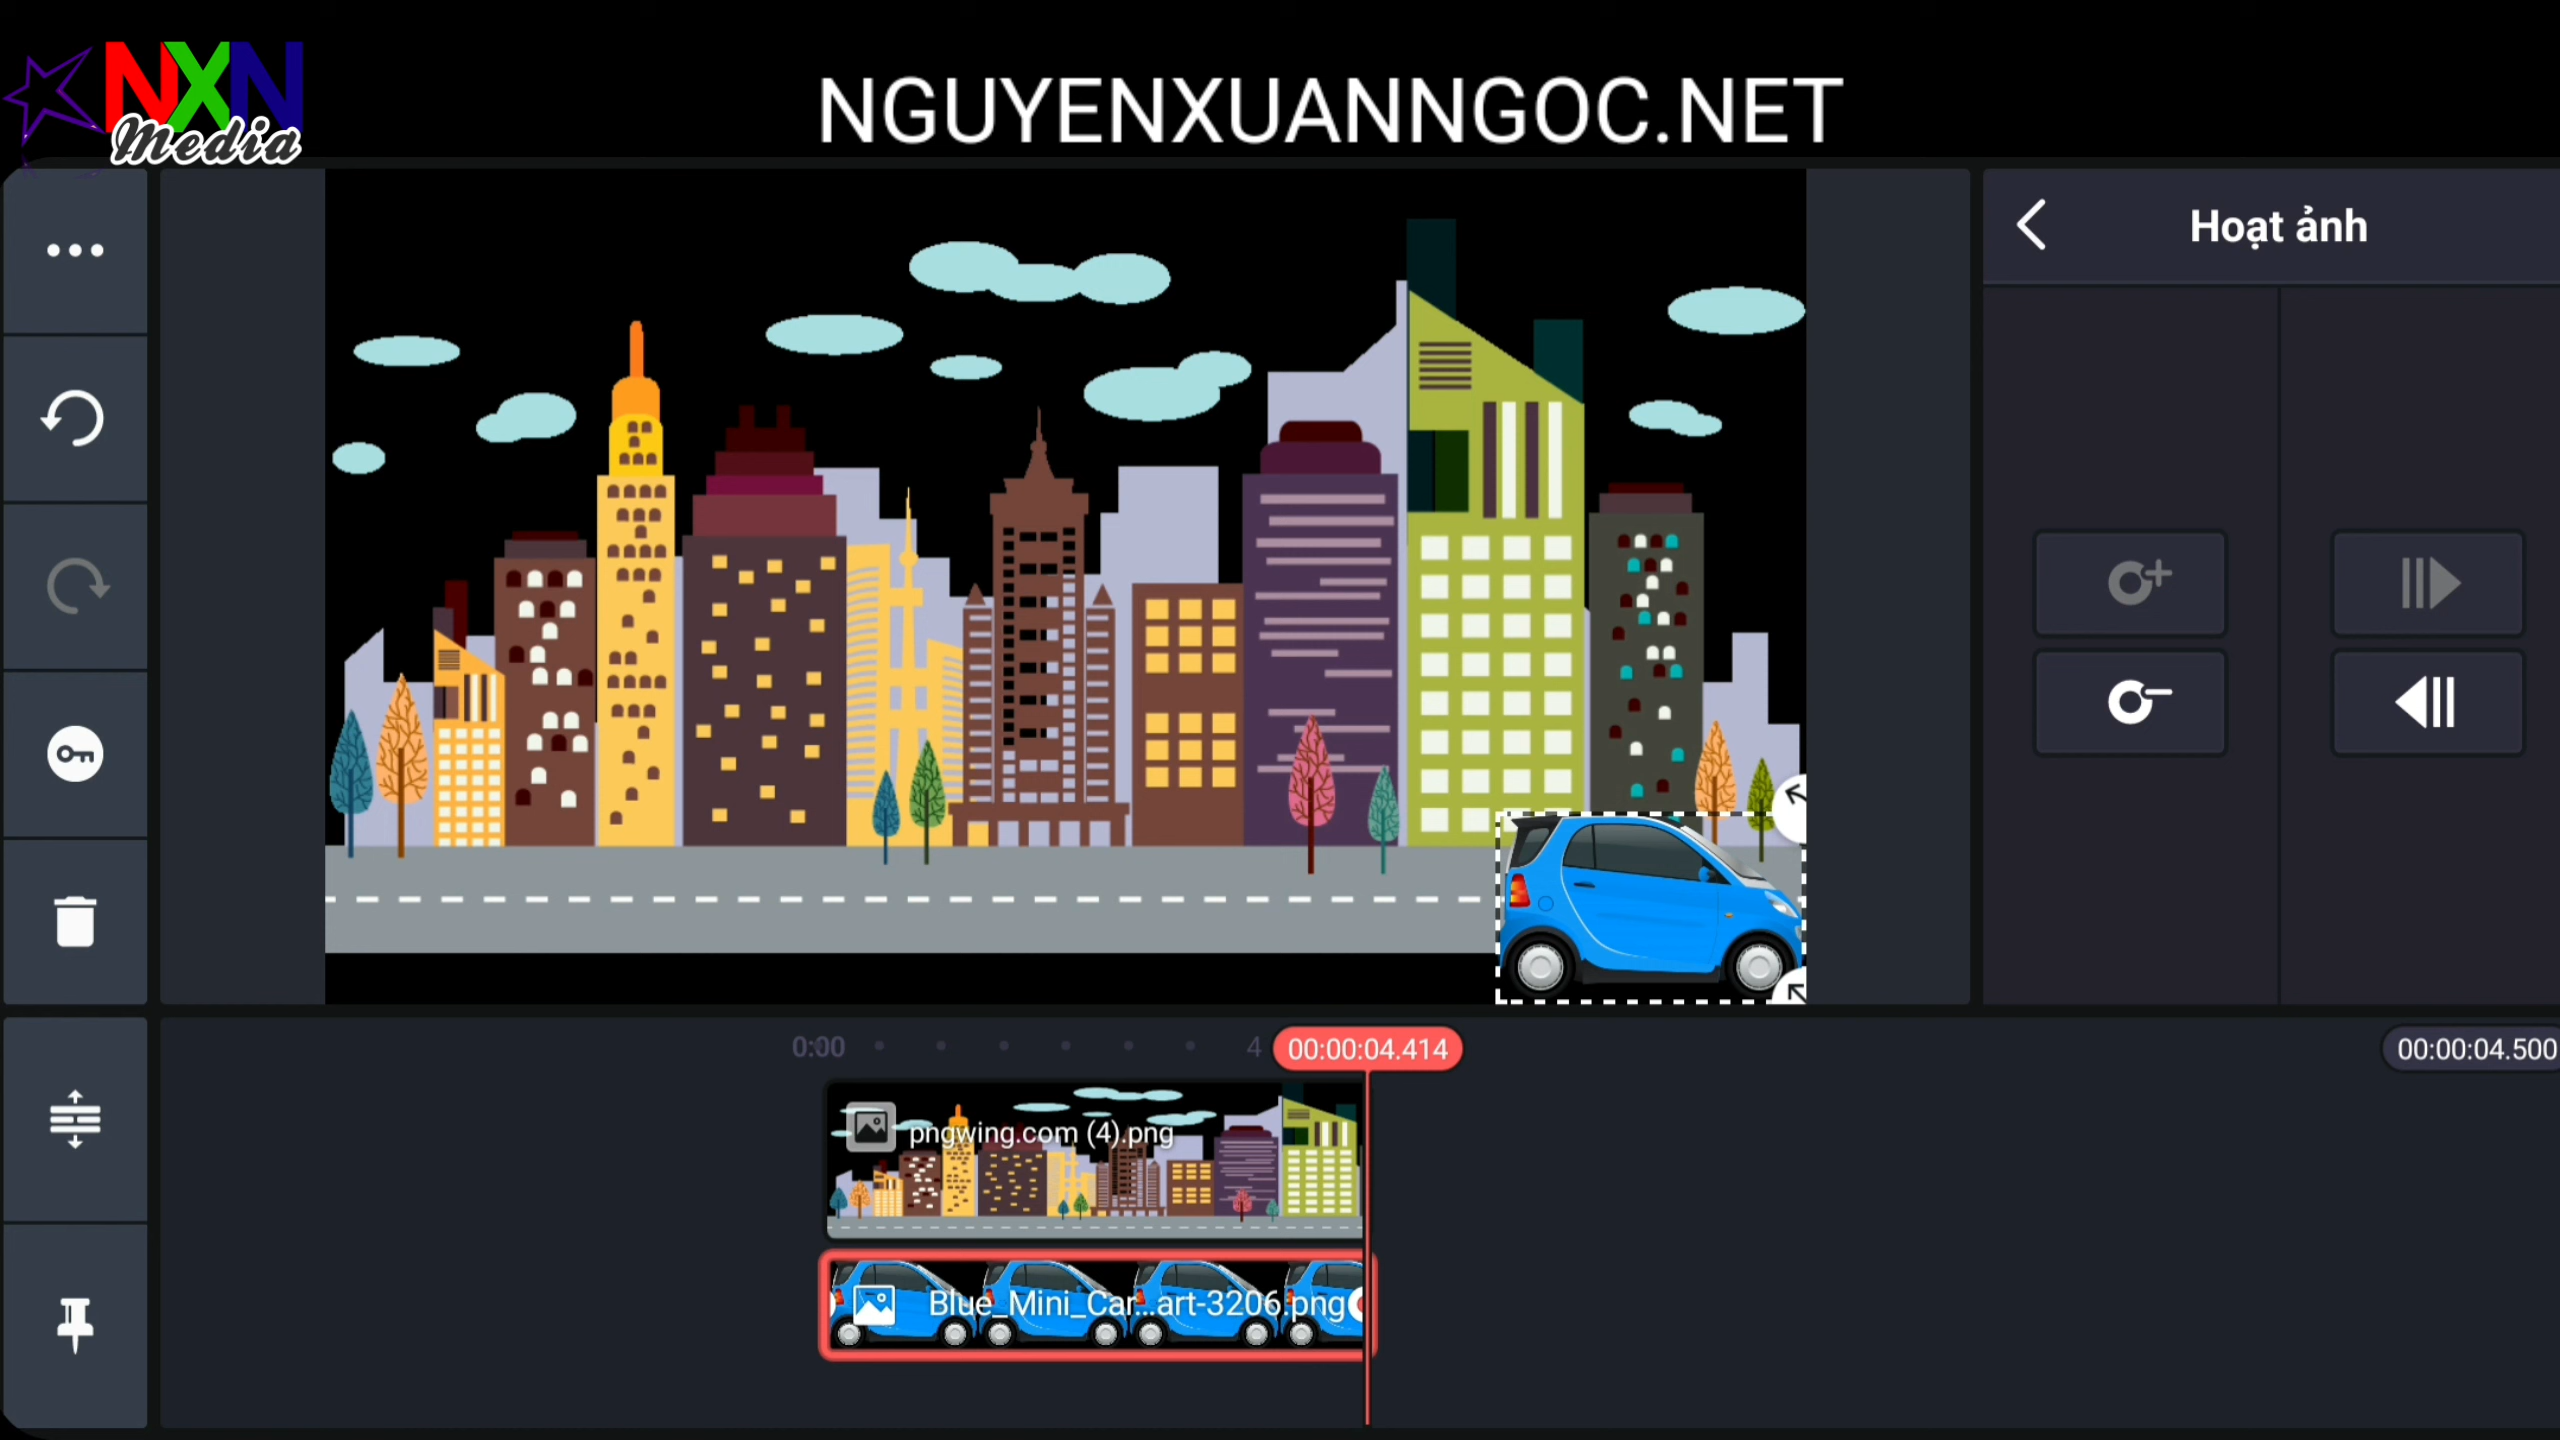 NXN
Media
NGUYENXUANNGOC.NET
Hoạt ảnh
0:00
4
00:00:04.414
00:00:04.500
pngwing.com (4).png
Blue_Mini_Car...art-3206.png